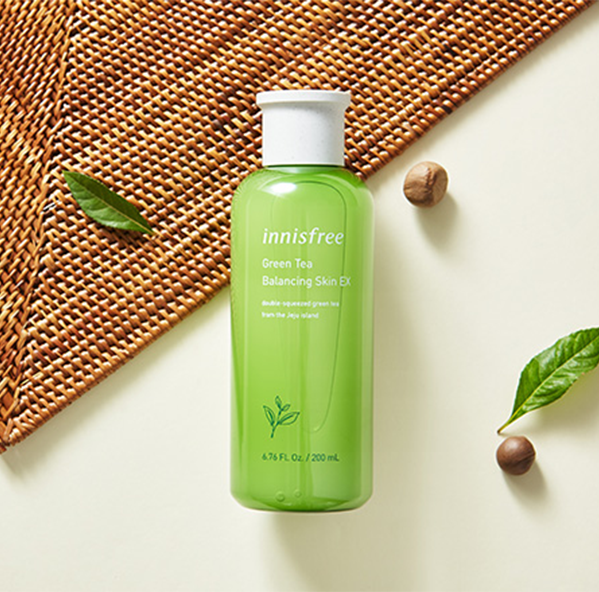 innisfree
Green Tea
Balancing Skin EX
double-squeezed green tea
from the Jeju island
6.76 FL. Oz. / 200 mL